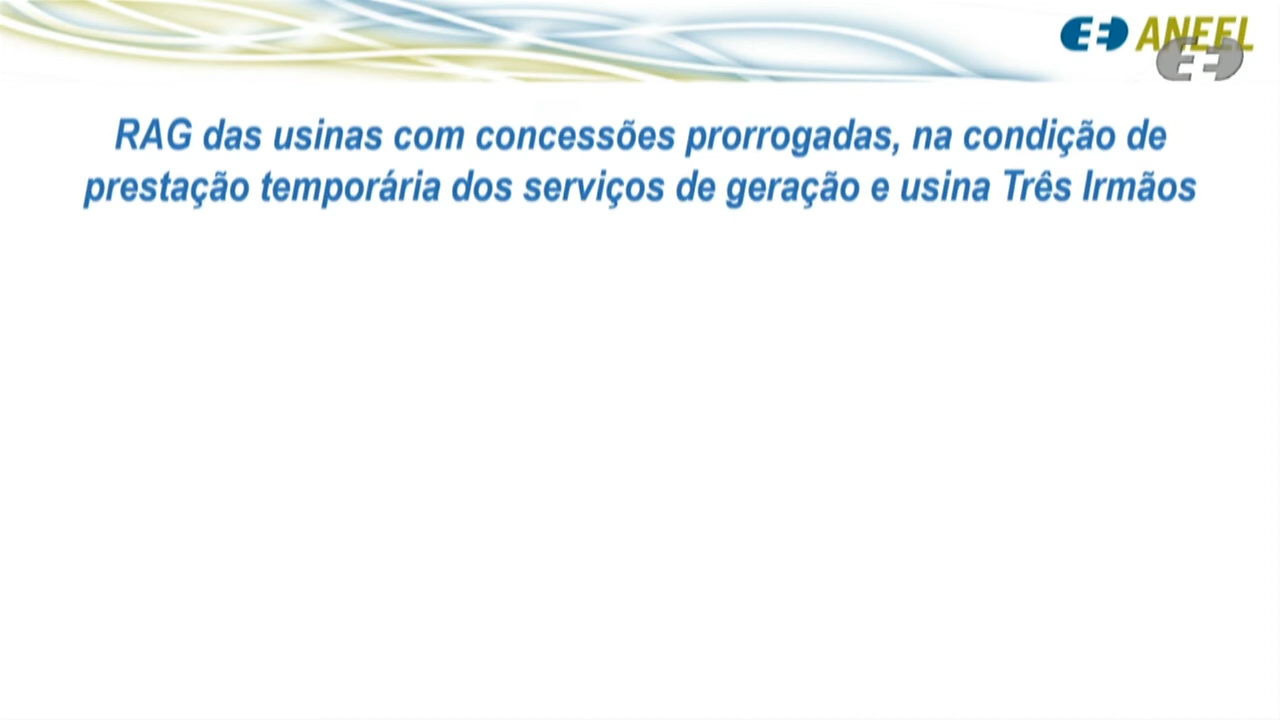 ANEEL
RAG das usinas com concessões prorrogadas, na condição de
prestação temporária dos serviços de geração e usina Três Irmãos